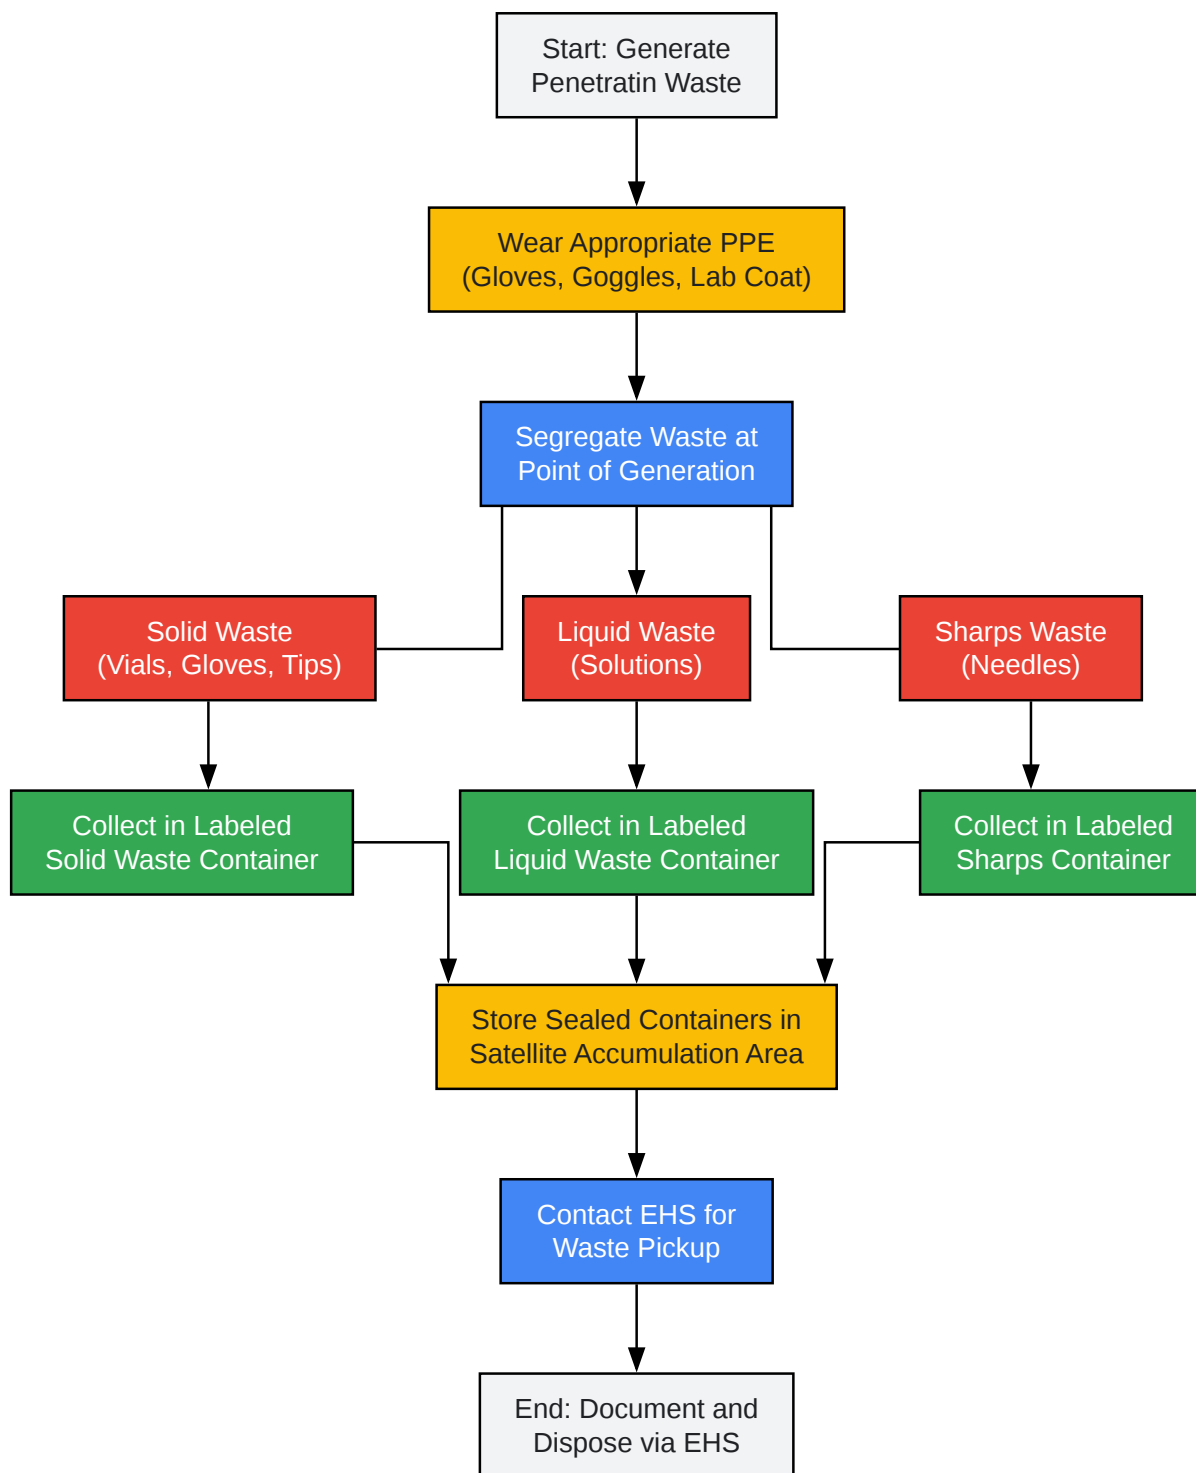 Start: Generate
Penetratin Waste
Wear Appropriate PPE
(Gloves, Goggles, Lab Coat)
Segregate Waste at
Point of Generation
Solid Waste
(Vials, Gloves, Tips)
Liquid Waste
(Solutions)
Sharps Waste
(Needles)
Collect in Labeled
Solid Waste Container
Collect in Labeled
Liquid Waste Container
Collect in Labeled
Sharps Container
Store Sealed Containers in
Satellite Accumulation Area
Contact EHS for
Waste Pickup
End: Document and
Dispose via EHS